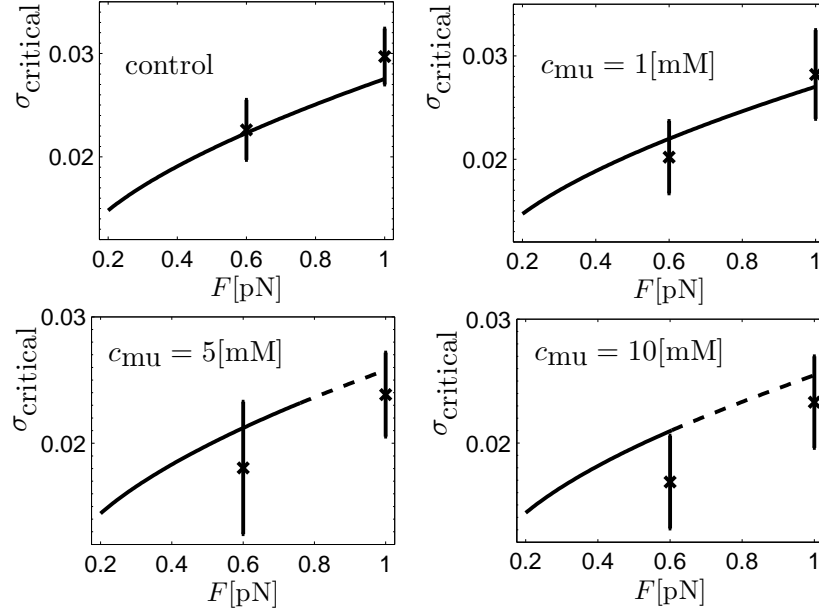 σcritical
0.03
0.02
control
0.2 0.4 0.6 0.8 1
F[pN]
σcritical
0.03
0.02
cmu = 1[mM]
0.2 0.4 0.6 0.8 1
F[pN]
σcritical
0.03
0.02
cmu = 5[mM]
0.2 0.4 0.6 0.8 1
F[pN]
σcritical
0.03
0.02
cmu = 10[mM]
0.2 0.4 0.6 0.8 1
F[pN]